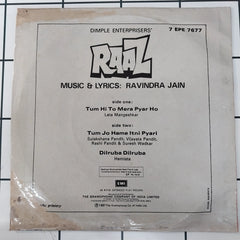 DIMPLE ENTERPRISES'
7 EPE 7677
RAAZ
MUSIC & LYRICS: RAVINDRA JAIN
side one:
Tum Hi To Mera Pyar Ho
Lata Mangeshkar
side two:
Tum Jo Hame Itni Pyari
Sulakshana Pandit, Vijayata Pandit,
Rashi Pandit & Suresh Wadkar
Dilruba Dilruba
Hemlata
EMI
THE GRAMOPHONE COMPANY OF INDIA LIMITED